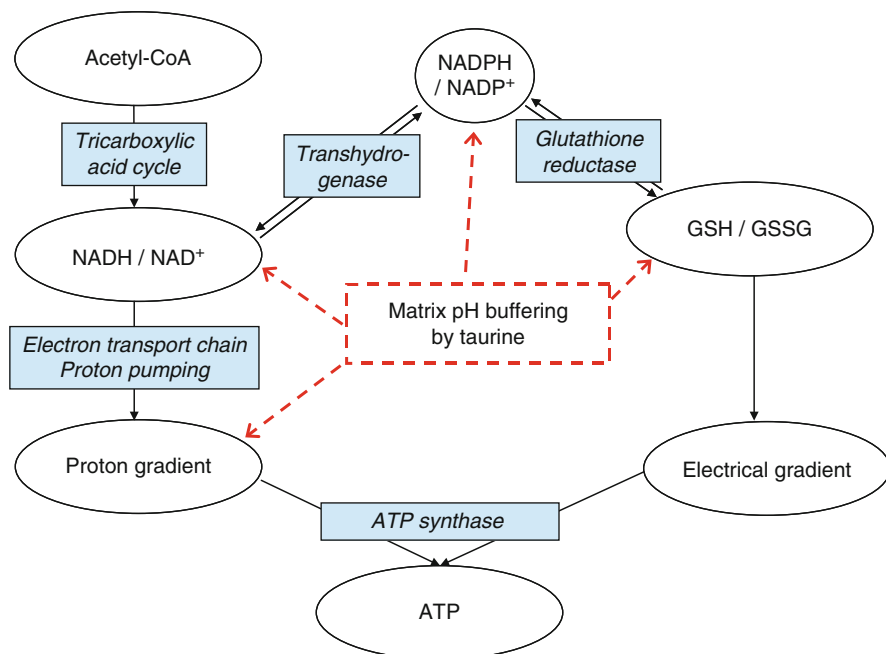 Acetyl-CoA
NADPH
/ NADP⁺
Tricarboxylic
acid cycle
Transhydro-
genase
Glutathione
reductase
NADH / NAD⁺
GSH / GSSG
Matrix pH buffering
by taurine
Electron transport chain
Proton pumping
Proton gradient
Electrical gradient
ATP synthase
ATP